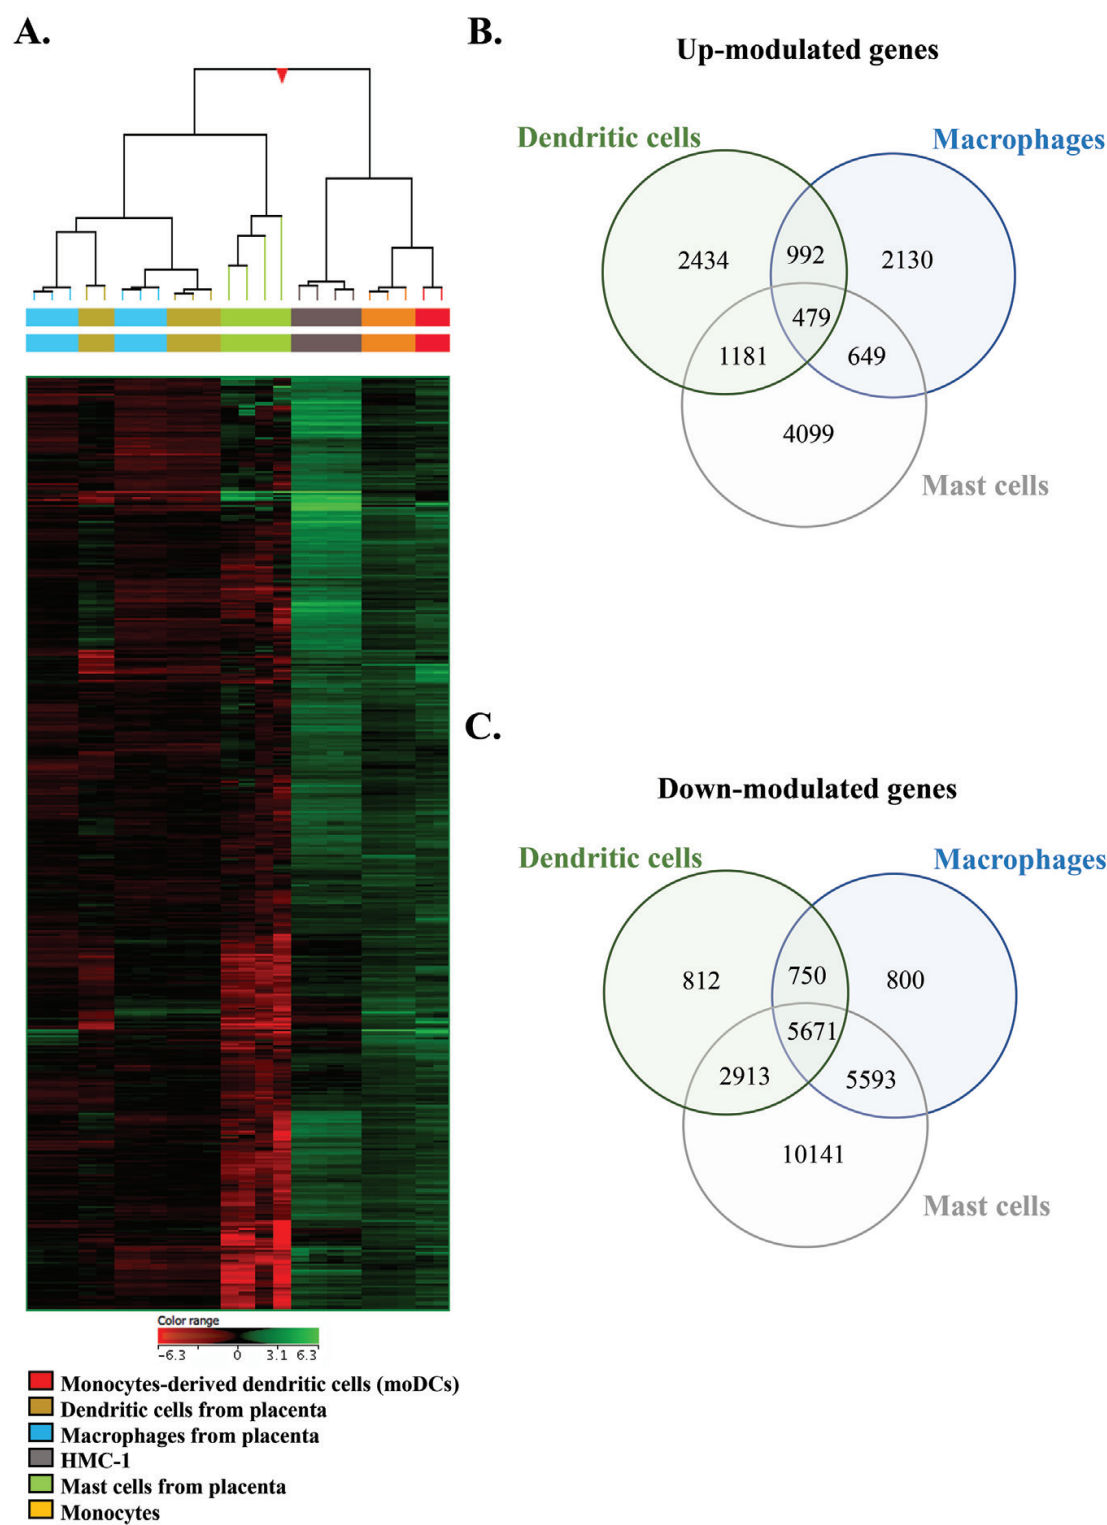 A.
B.
Up-modulated genes
Dendritic cells
Macrophages
2434
992
2130
479
1181
649
4099
Mast cells
C.
Down-modulated genes
Dendritic cells
Macrophages
812
750
800
5671
2913
5593
10141
Mast cells
Color range
-6.3 0 3.1 6.3
Monocytes-derived dendritic cells (moDCs)
Dendritic cells from placenta
Macrophages from placenta
HMC-1
Mast cells from placenta
Monocytes